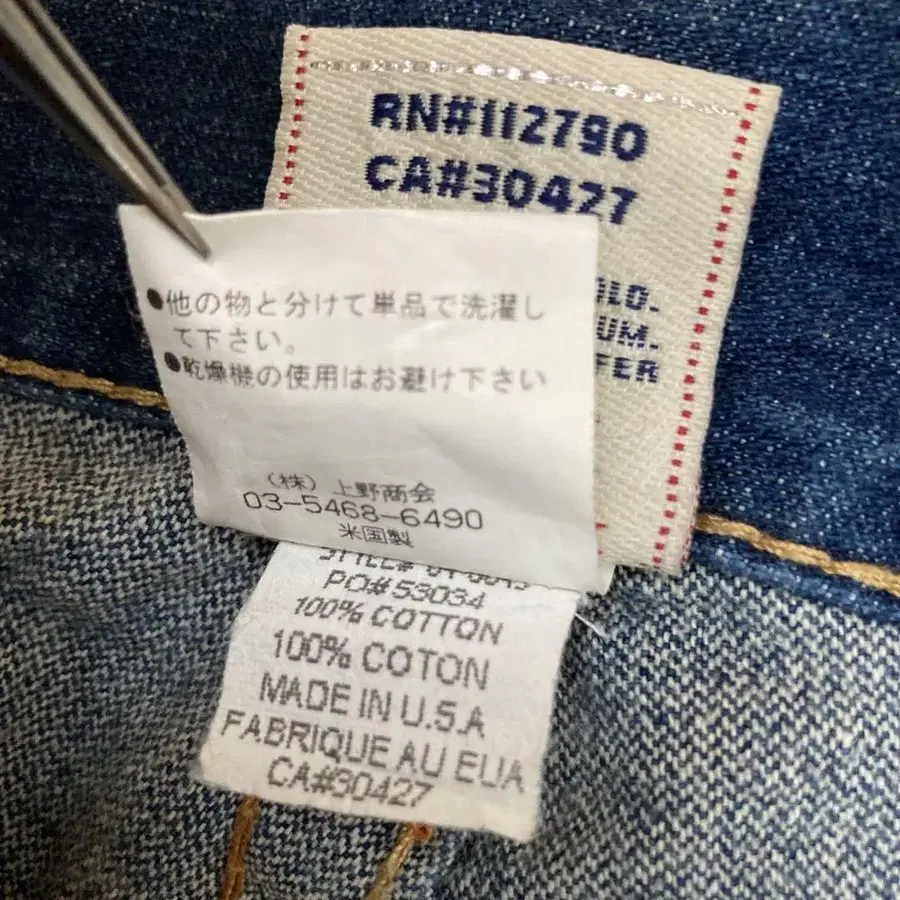 RN#112790
CA#30427
UM.
FER
●他の物と分けて単品で洗濯し
て下さい。
●乾燥機の使用はお避け下さい
（株）上野商会
03-5468-6490
米国製
PO#53034
100% COTTON
100% COTON
MADE IN U.S.A
FABRIQUE AU EUA
CA#30427